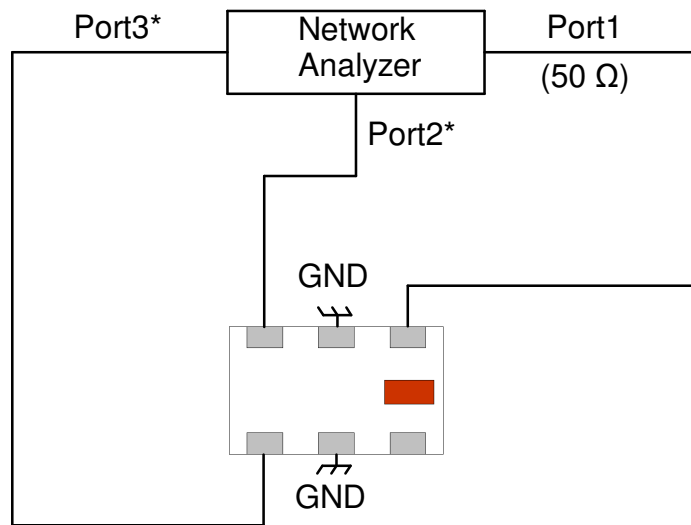 Port3*
Network
Analyzer
Port1
(50 Ω)
Port2*
GND
GND